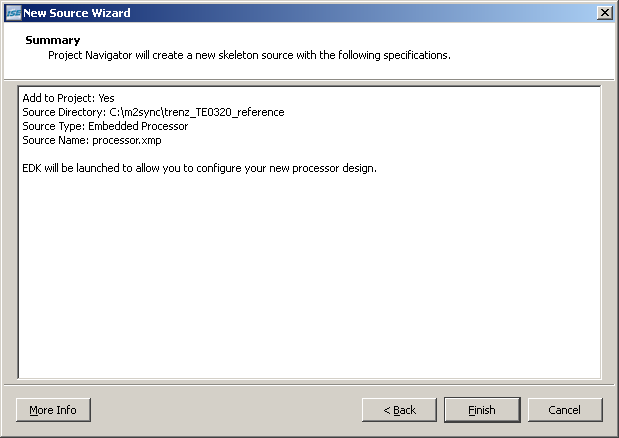 ISE New Source Wizard
Summary
Project Navigator will create a new skeleton source with the following specifications.
Add to Project: Yes
Source Directory: C:\m2sync\trenz_TE0320_reference
Source Type: Embedded Processor
Source Name: processor.xmp
EDK will be launched to allow you to configure your new processor design.
More Info
< Back
Finish
Cancel